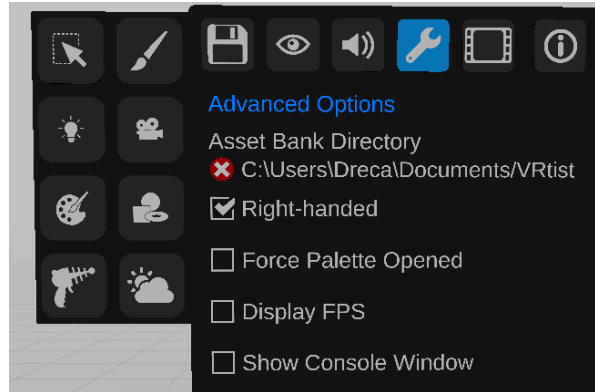 Advanced Options
Asset Bank Directory
C:\Users\Dreca\Documents/VRtist
Right-handed
Force Palette Opened
Display FPS
Show Console Window